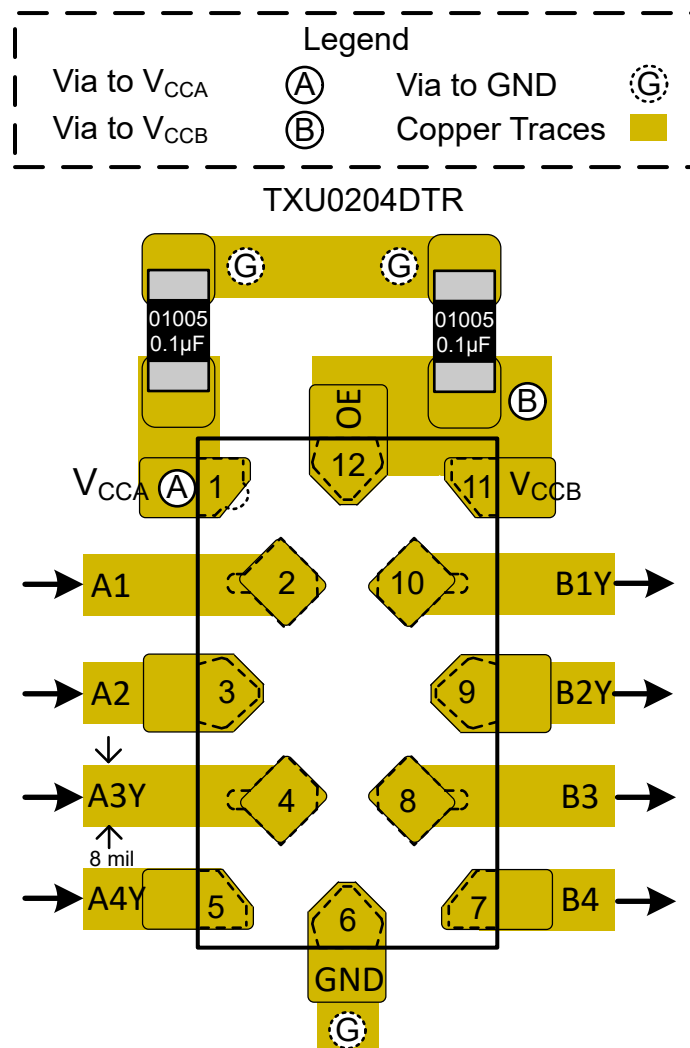 Legend
Via to VCCA A Via to GND G
Via to VCCB B Copper Traces
TXU0204DTR
G G
01005 01005
0.1µF 0.1µF
B
OE
12
VCCA A 1 11 VCCB
A1 2 10 B1Y
A2 3 9 B2Y
A3Y 4 8 B3
8 mil
A4Y 5 7 B4
6
GND
G